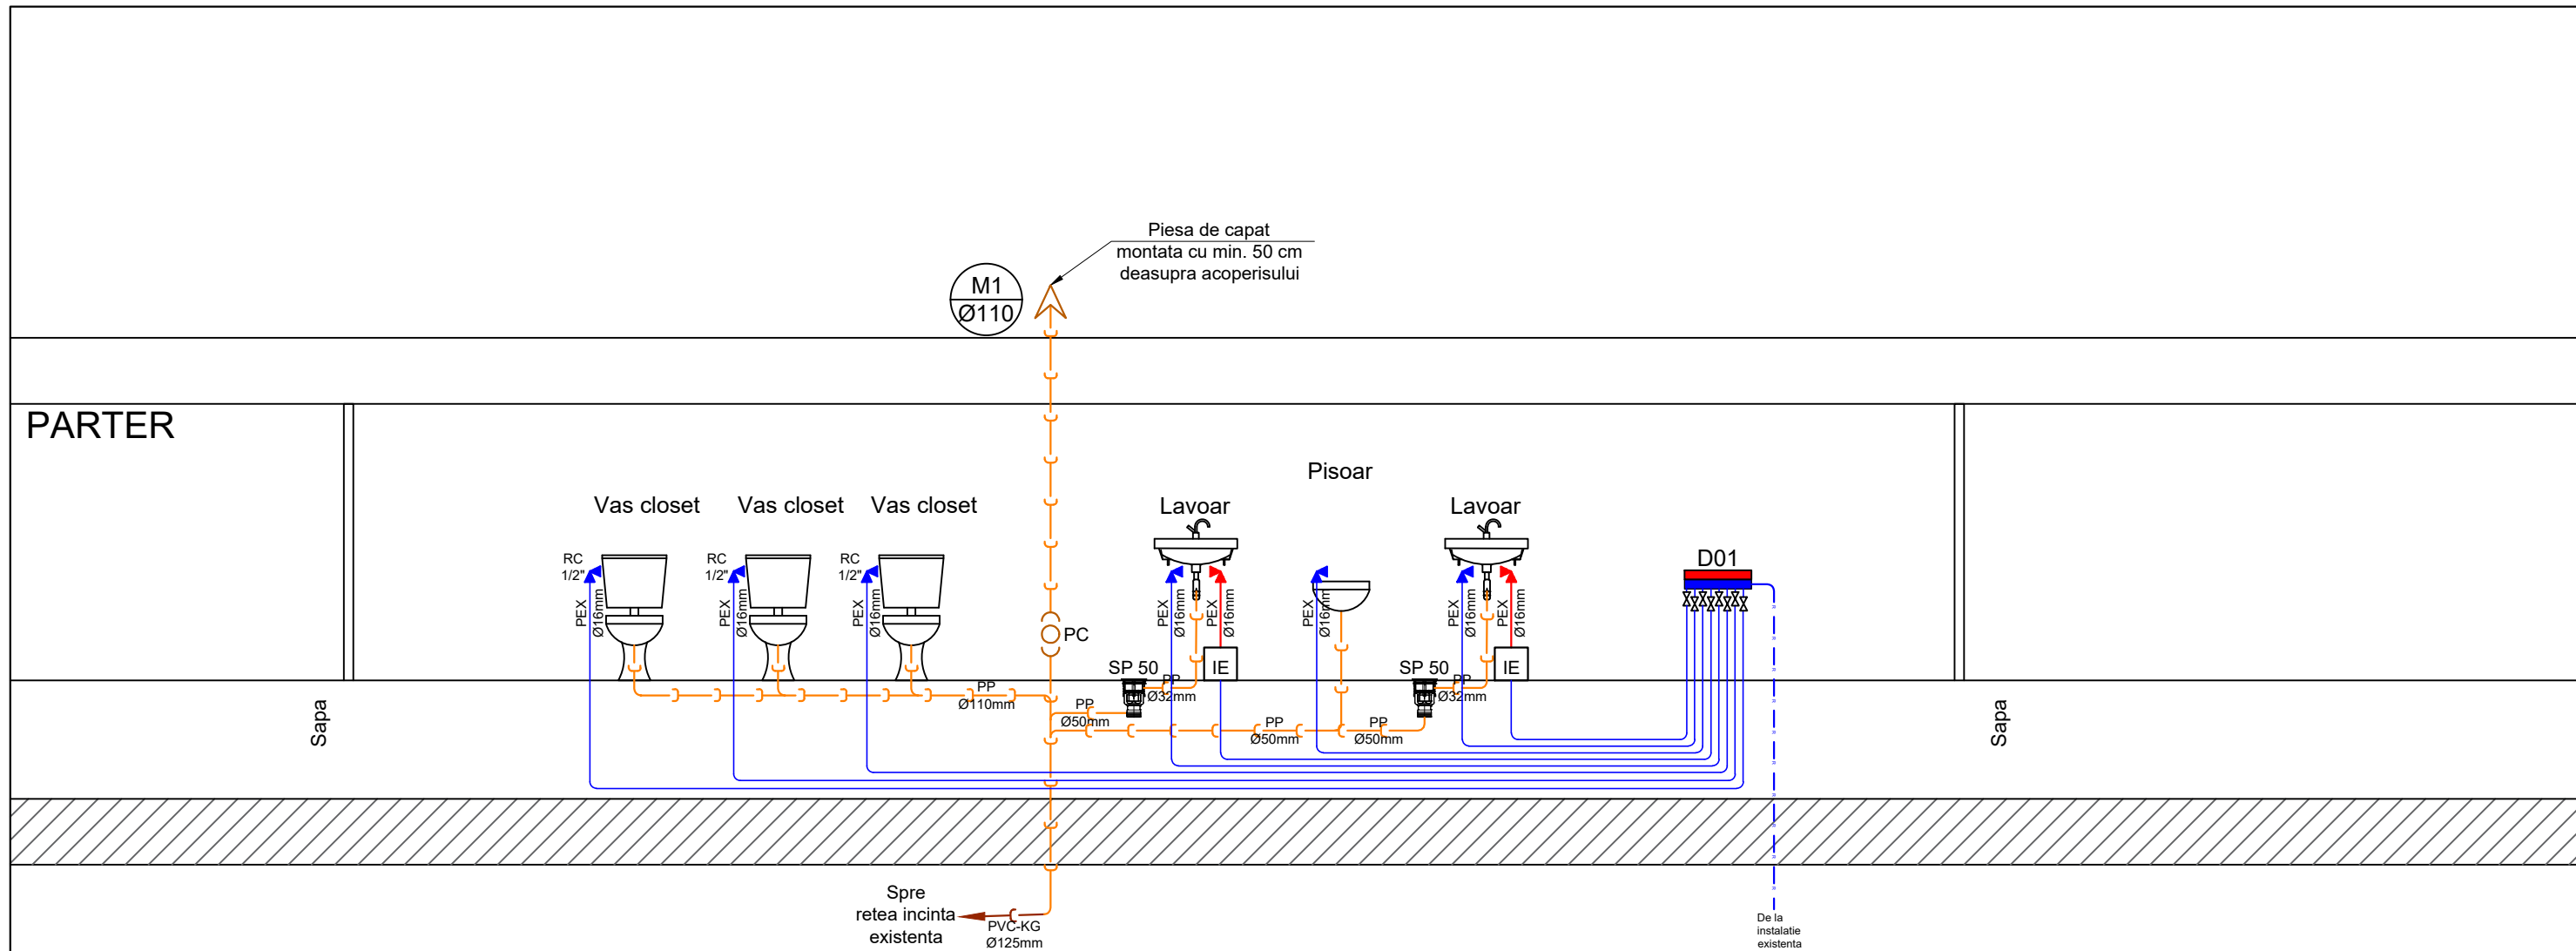 Piesa de capat
montata cu min. 50 cm
deasupra acoperisului
M1
Ø110
PARTER
Pisoar
Vas closet
Vas closet
Vas closet
Lavoar
Lavoar
RC
1/2"
RC
1/2"
RC
1/2"
D01
PEX
Ø16mm
PEX
Ø16mm
PEX
Ø16mm
PC
PEX
Ø16mm
PEX
Ø16mm
PEX
Ø16mm
PEX
Ø16mm
PEX
Ø16mm
SP 50
IE
SP 50
IE
PP
Ø110mm
PP
Ø32mm
PP
Ø32mm
PP
Ø50mm
PP
Ø50mm
PP
Ø50mm
Sapa
Sapa
Spre
retea incinta
existenta
PVC-KG
Ø125mm
De la
instalatie
existenta